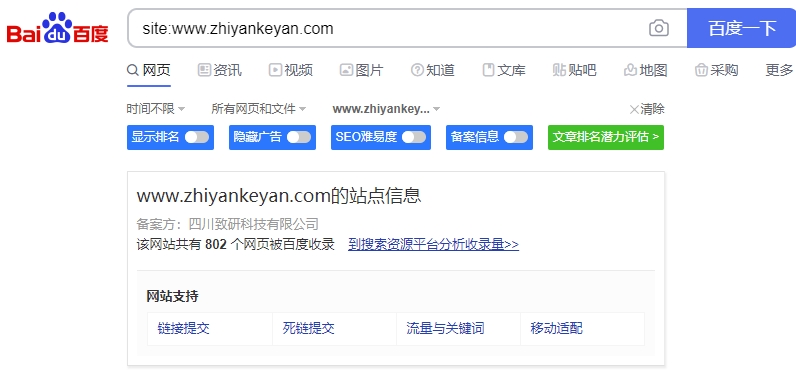 Baidu百度
site:www.zhiyankeyan.com
百度一下
网页 资讯 视频 图片 知道 文库 贴吧 地图 采购 更多
时间不限 所有网页和文件 www.zhiyankey... 清除
显示排名 隐藏广告 SEO难易度 备案信息 文章排名潜力评估 >
www.zhiyankeyan.com的站点信息
备案方：四川致研科技有限公司
该网站共有 802 个网页被百度收录 到搜索资源平台分析收录量>>
网站支持
链接提交 死链提交 流量与关键词 移动适配